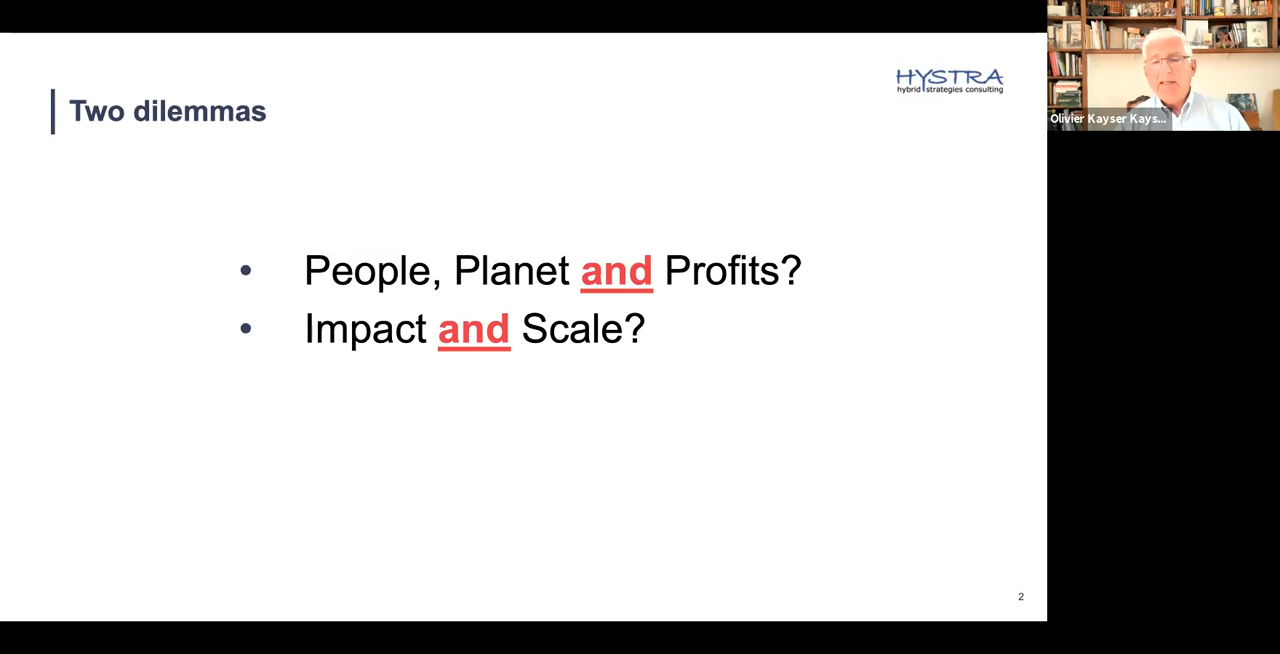 Two dilemmas
HYSTRA
hybrid strategies consulting
• People, Planet and Profits?
• Impact and Scale?
2
Olivier Kayser Kays...